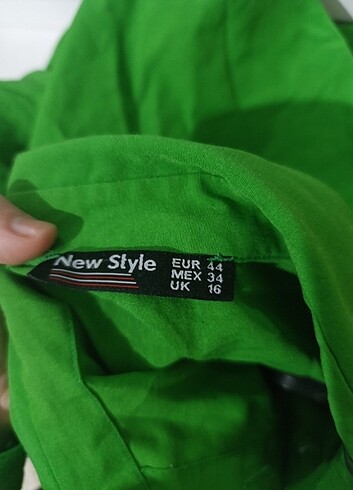 New Style
EUR 44
MEX 34
UK 16